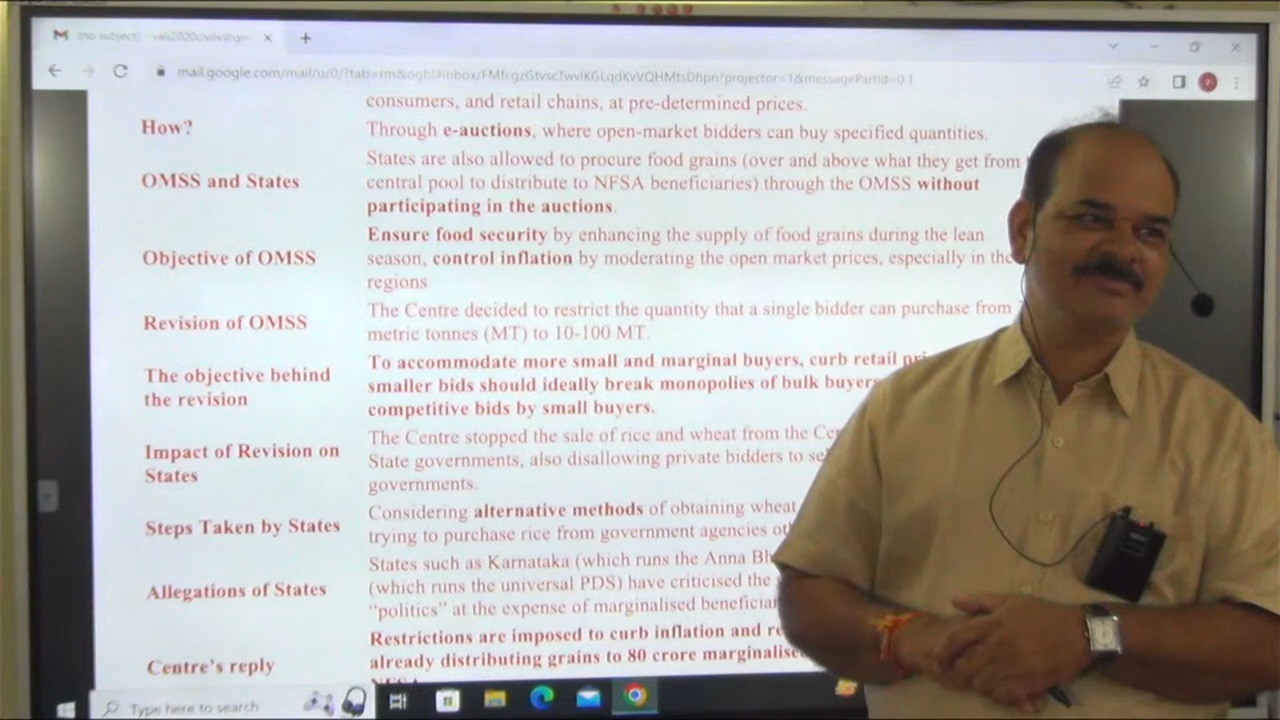 (no subject)
mail.google.com/mail/u/0/?tab=rm&ogbl#inbox/
consumers, and retail chains, at pre-determined prices.
How?
Through e-auctions, where open-market bidders can buy specified quantities.
OMSS and States
States are also allowed to procure food grains (over and above what they get from
central pool to distribute to NFSA beneficiaries) through the OMSS without
participating in the auctions.
Objective of OMSS
Ensure food security by enhancing the supply of food grains during the lean
season, control inflation by moderating the open market prices, especially in the
regions
Revision of OMSS
The Centre decided to restrict the quantity that a single bidder can purchase from
metric tonnes (MT) to 10-100 MT.
The objective behind
the revision
To accommodate more small and marginal buyers, curb retail
smaller bids should ideally break monopolies of bulk buyers
competitive bids by small buyers.
Impact of Revision on
States
The Centre stopped the sale of rice and wheat from the
State governments, also disallowing private bidders to
governments.
Steps Taken by States
Considering alternative methods of obtaining wheat
trying to purchase rice from government agencies
Allegations of States
States such as Karnataka (which runs the Anna
(which runs the universal PDS) have criticised the
"politics" at the expense of marginalised
Centre's reply
Restrictions are imposed to curb inflation and
already distributing grains to 80 crore
Type here to search